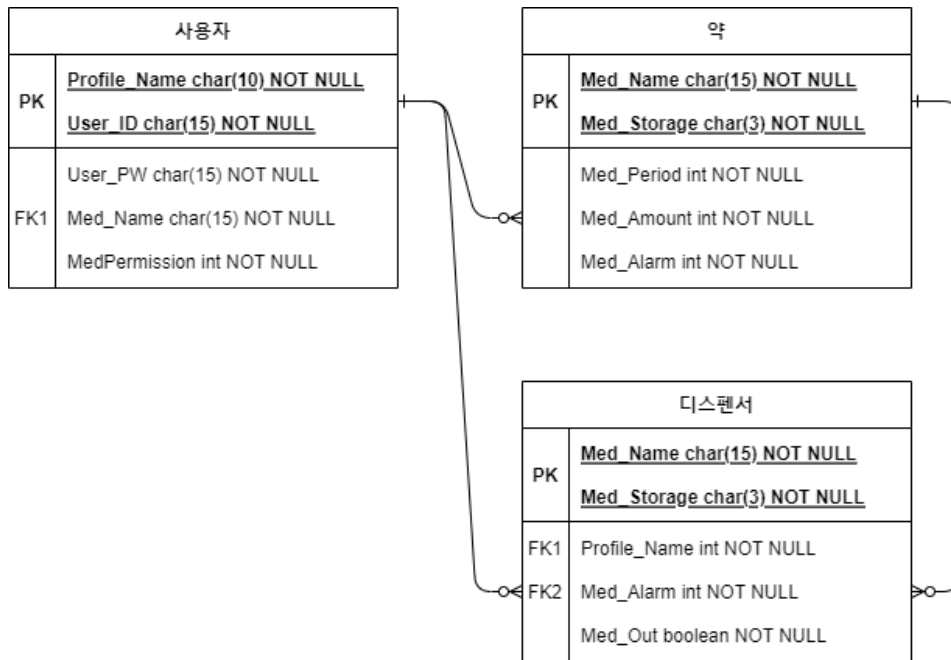 사용자
PK
Profile_Name char(10) NOT NULL
User_ID char(15) NOT NULL
User_PW char(15) NOT NULL
FK1
Med_Name char(15) NOT NULL
MedPermission int NOT NULL
약
PK
Med_Name char(15) NOT NULL
Med_Storage char(3) NOT NULL
Med_Period int NOT NULL
Med_Amount int NOT NULL
Med_Alarm int NOT NULL
디스펜서
PK
Med_Name char(15) NOT NULL
Med_Storage char(3) NOT NULL
FK1
Profile_Name int NOT NULL
FK2
Med_Alarm int NOT NULL
Med_Out boolean NOT NULL